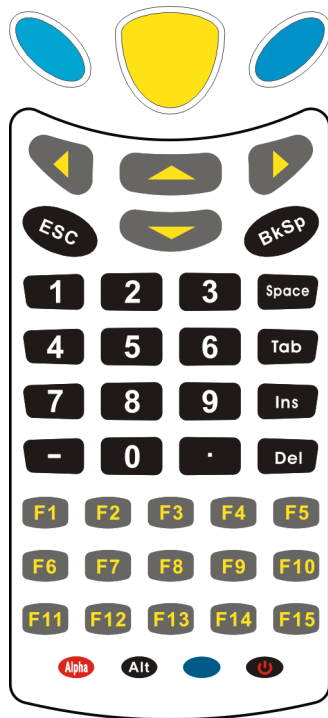 ESC BkSp
1 2 3 Space
4 5 6 Tab
7 8 9 Ins
- 0 . Del
F1 F2 F3 F4 F5
F6 F7 F8 F9 F10
F11 F12 F13 F14 F15
Alpha Alt